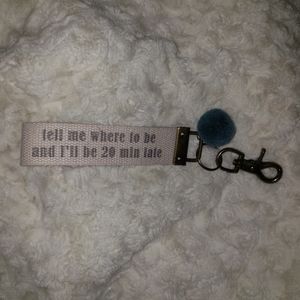 tell me where to be
and I'll be 20 min late